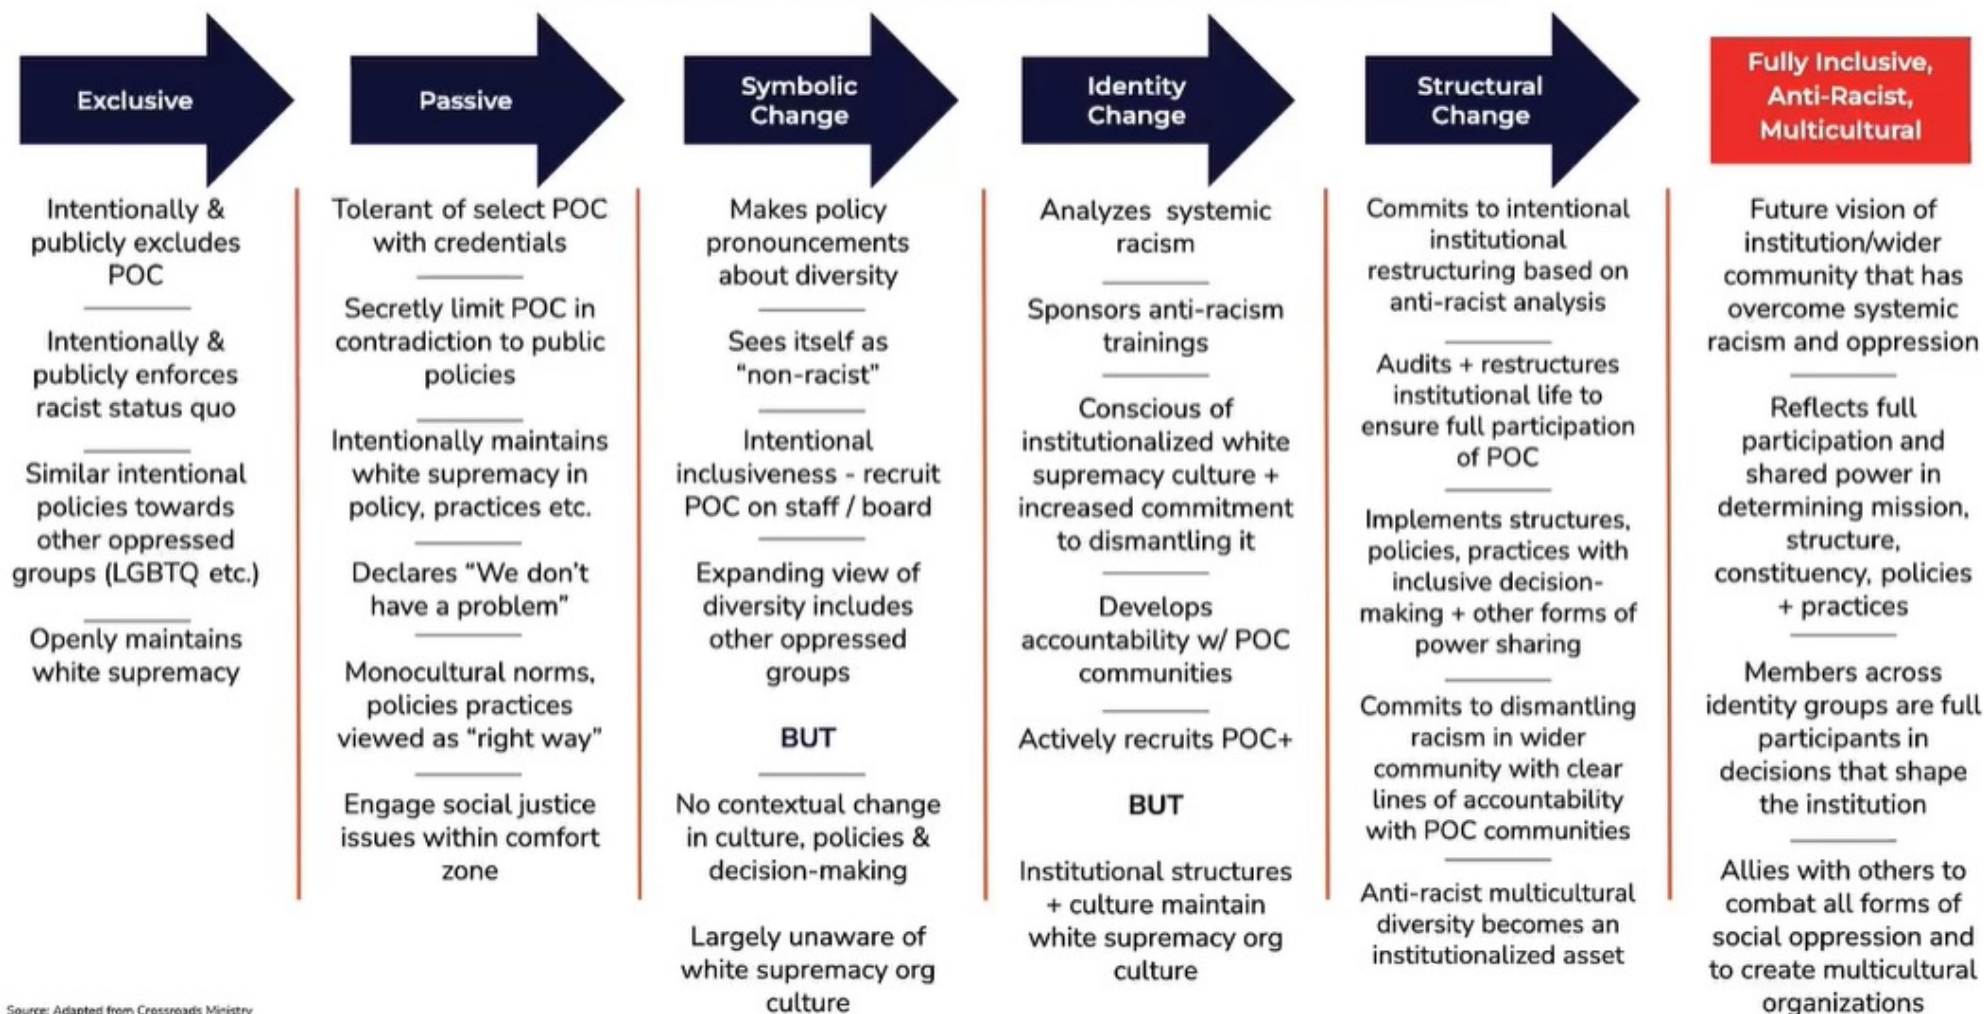 Exclusive
Intentionally &
publicly excludes
POC
Intentionally &
publicly enforces
racist status quo
Similar intentional
policies towards
other oppressed
groups (LGBTQ etc.)
Openly maintains
white supremacy
Passive
Tolerant of select POC
with credentials
Secretly limit POC in
contradiction to public
policies
Intentionally maintains
white supremacy in
policy, practices etc.
Declares “We don’t
have a problem”
Monocultural norms,
policies practices
viewed as “right way”
Engage social justice
issues within comfort
zone
Symbolic
Change
Makes policy
pronouncements
about diversity
Sees itself as
“non-racist”
Intentional
inclusiveness - recruit
POC on staff / board
Expanding view of
diversity includes
other oppressed
groups
BUT
No contextual change
in culture, policies &
decision-making
Largely unaware of
white supremacy org
culture
Identity
Change
Analyzes systemic
racism
Sponsors anti-racism
trainings
Conscious of
institutionalized white
supremacy culture +
increased commitment
to dismantling it
Develops
accountability w/ POC
communities
Actively recruits POC+
BUT
Institutional structures
+ culture maintain
white supremacy org
culture
Structural
Change
Commits to intentional
institutional
restructuring based on
anti-racist analysis
Audits + restructures
institutional life to
ensure full participation
of POC
Implements structures,
policies, practices with
inclusive decision-
making + other forms of
power sharing
Commits to dismantling
racism in wider
community with clear
lines of accountability
with POC communities
Anti-racist multicultural
diversity becomes an
institutionalized asset
Fully Inclusive,
Anti-Racist,
Multicultural
Future vision of
institution/wider
community that has
overcome systemic
racism and oppression
Reflects full
participation and
shared power in
determining mission,
structure,
constituency, policies
+ practices
Members across
identity groups are full
participants in
decisions that shape
the institution
Allies with others to
combat all forms of
social oppression and
to create multicultural
organizations
Source: Adapted from Crossroads Ministry